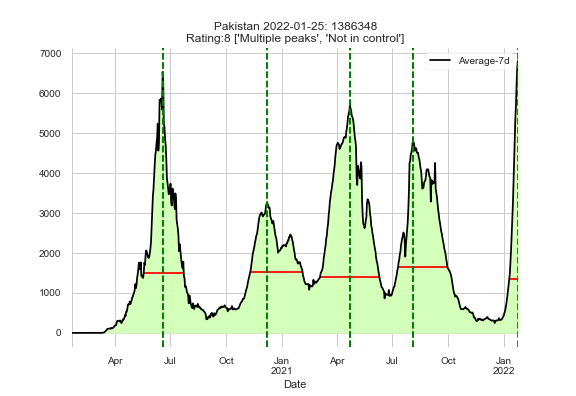 Pakistan 2022-01-25: 1386348
Rating:8 ['Multiple peaks', 'Not in control']
Average-7d
7000
6000
5000
4000
3000
2000
1000
0
Apr Jul Oct Jan Apr Jul Oct Jan
2021 2022
Date